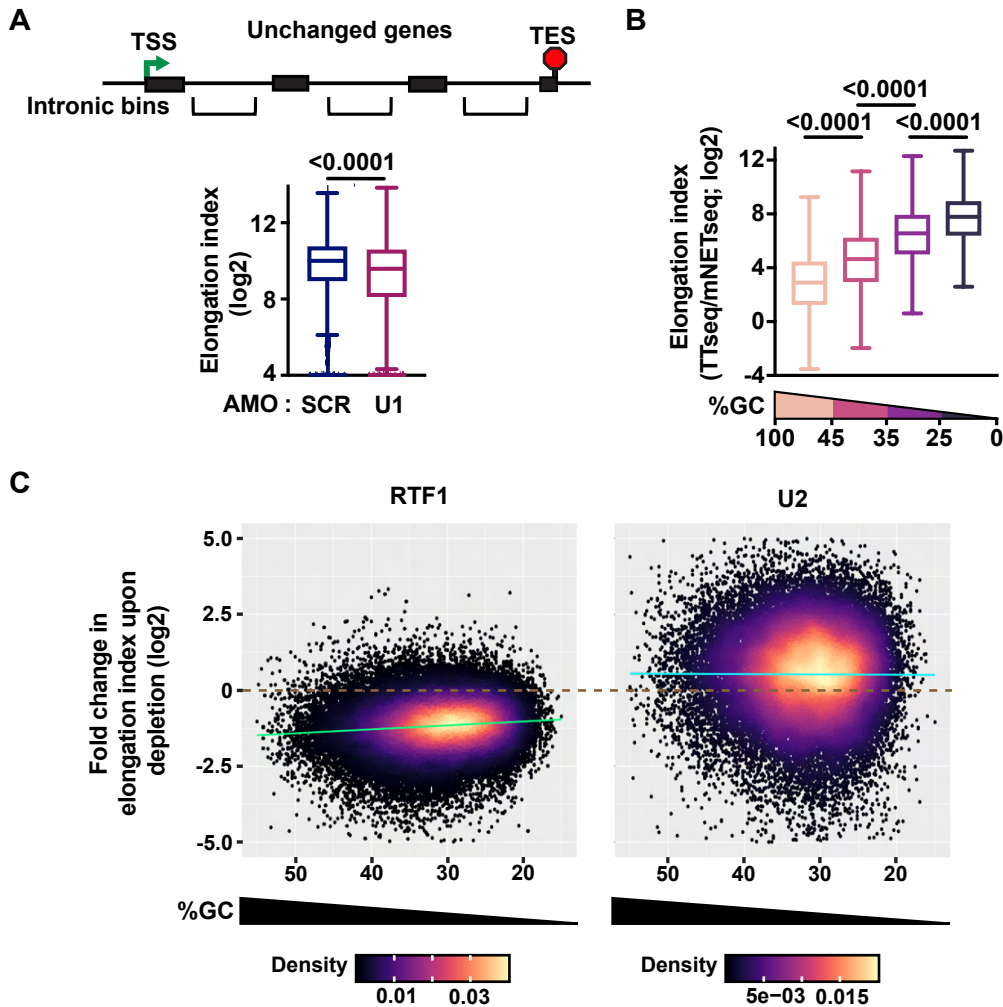 A
Unchanged genes
TSS
TES
Intronic bins
<0.0001
Elongation index
(log2)
12
8
4
AMO : SCR U1
B
<0.0001
<0.0001 <0.0001
Elongation index
(TTseq/mNETseq; log2)
12
8
4
0
-4
%GC
100 45 35 25 0
C
RTF1 U2
Fold change in
elongation index upon
depletion (log2)
5.0
2.5
0
-2.5
-5.0
50 40 30 20 50 40 30 20
%GC
Density
0.01 0.03
Density
5e−03 0.015